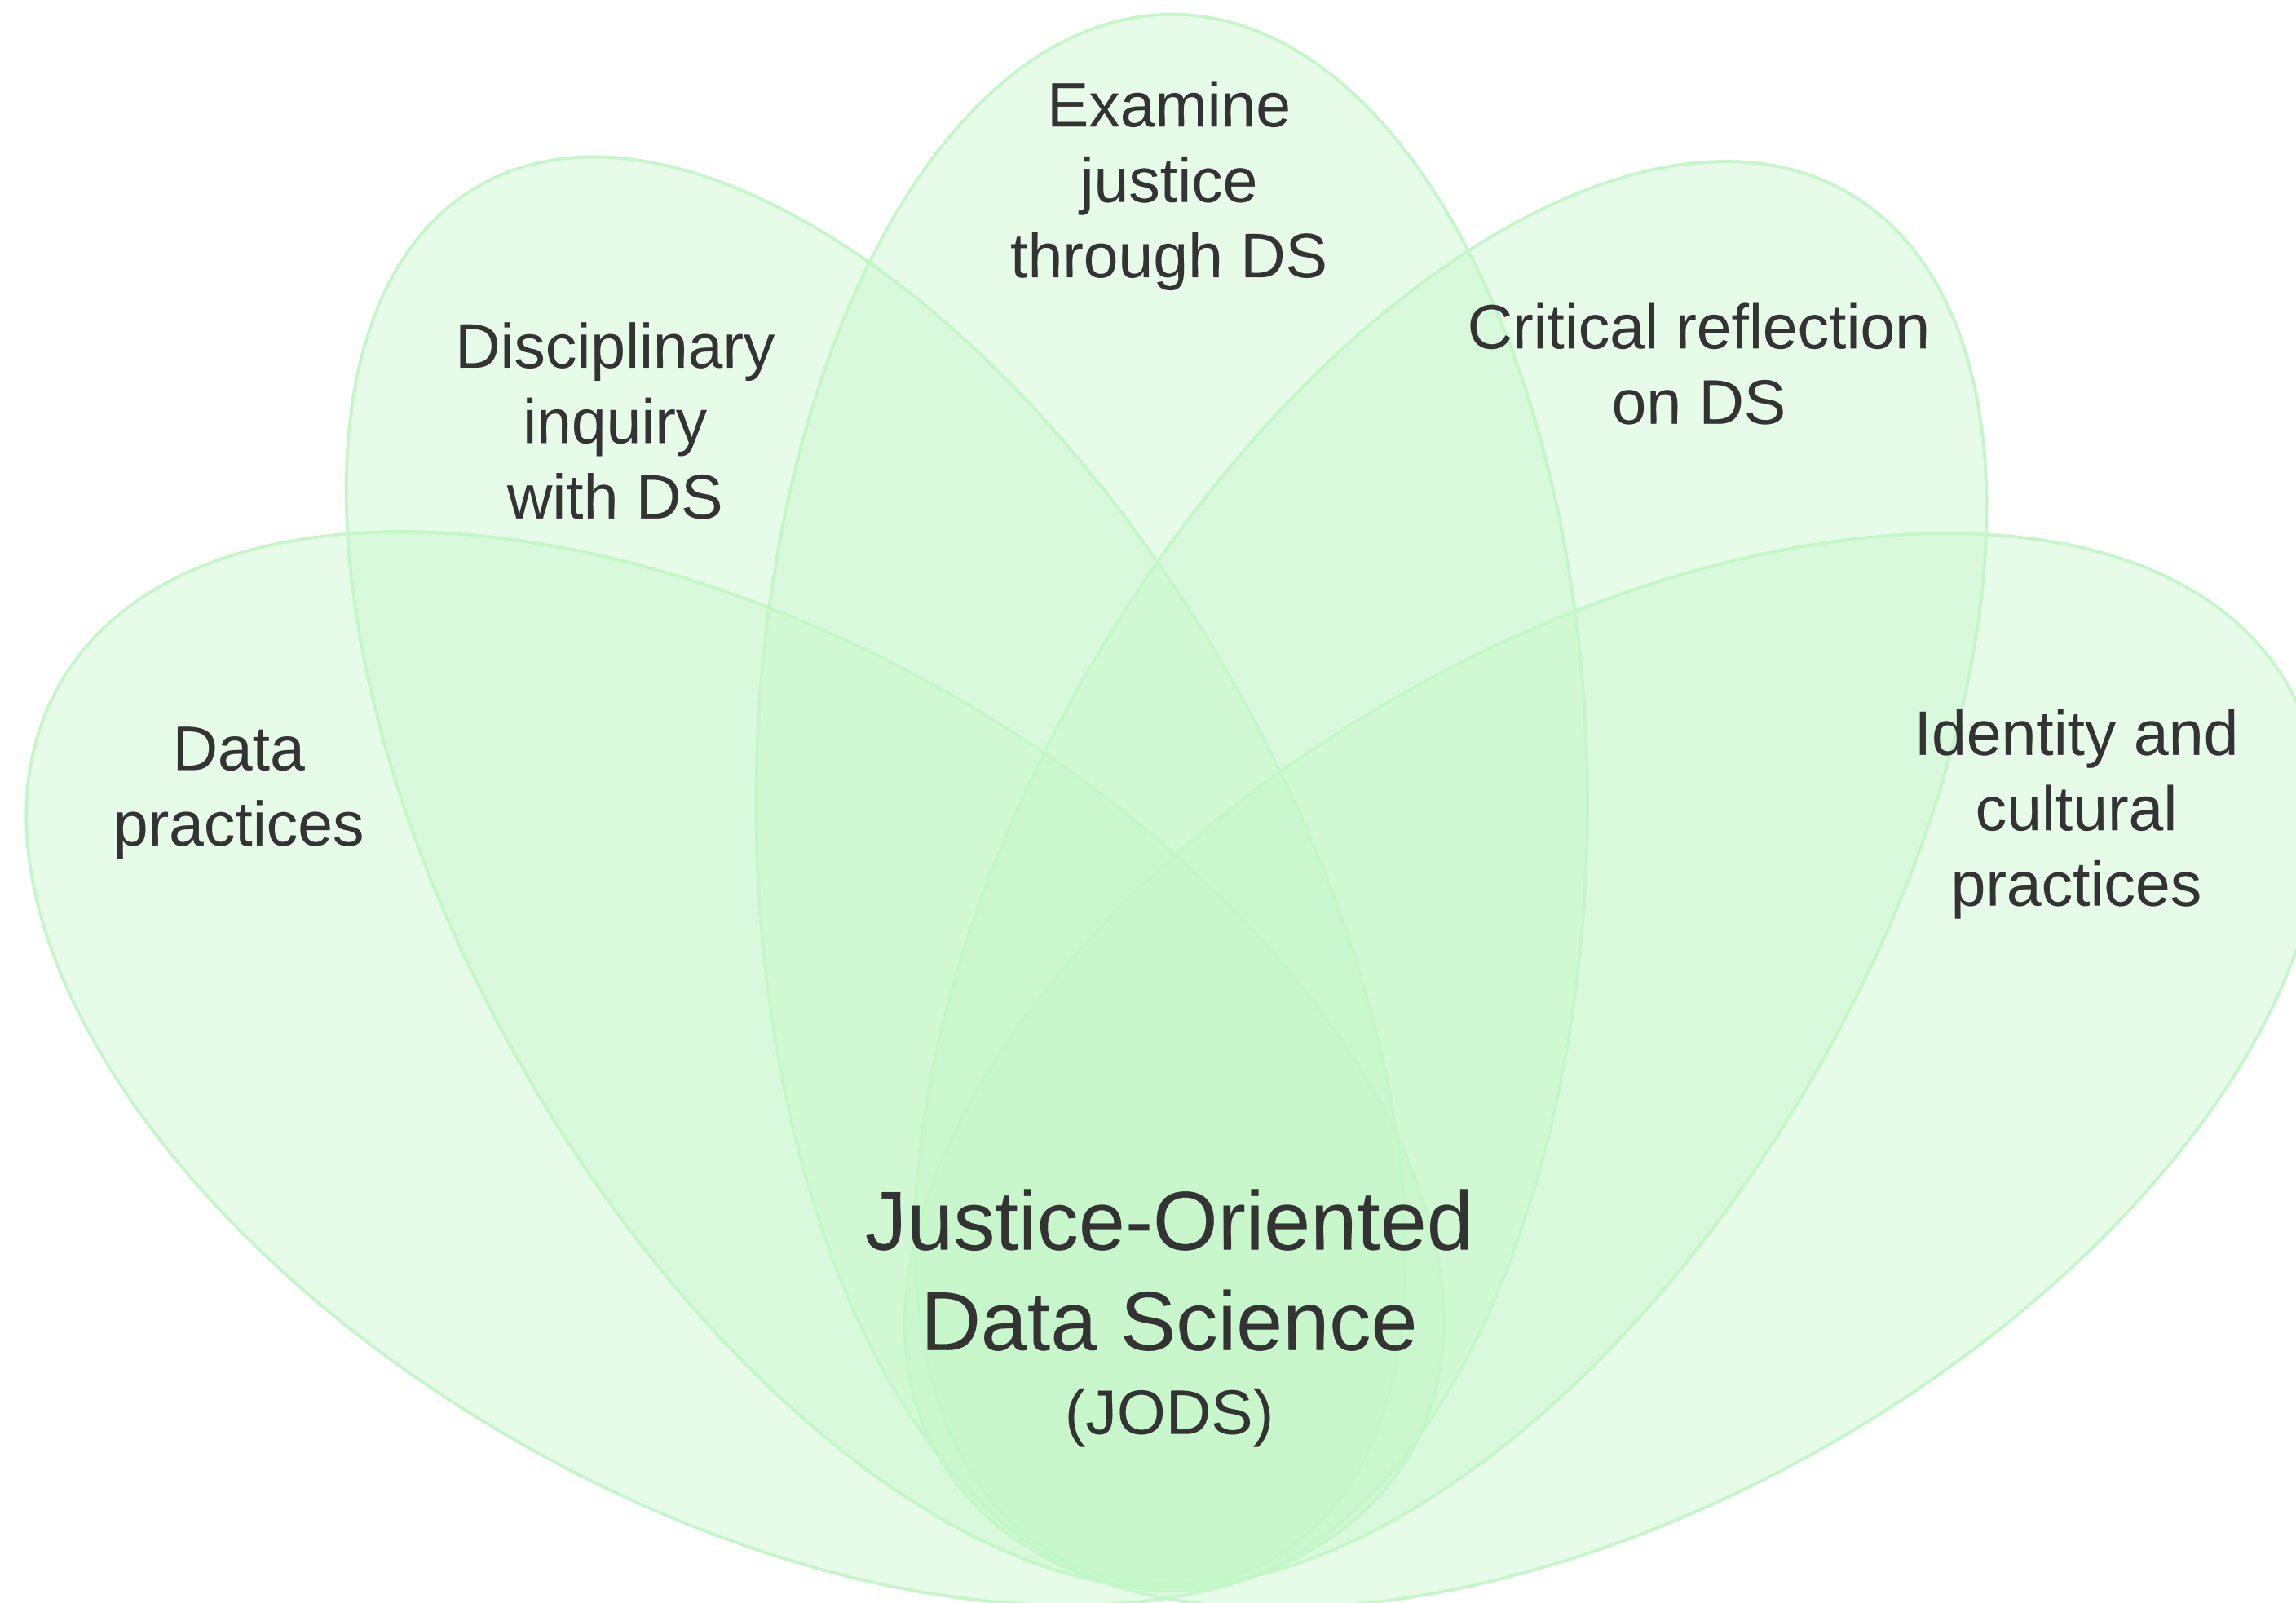 Examine
justice
through DS
Disciplinary
inquiry
with DS
Critical reflection
on DS
Data
practices
Identity and
cultural
practices
Justice-Oriented
Data Science
(JODS)